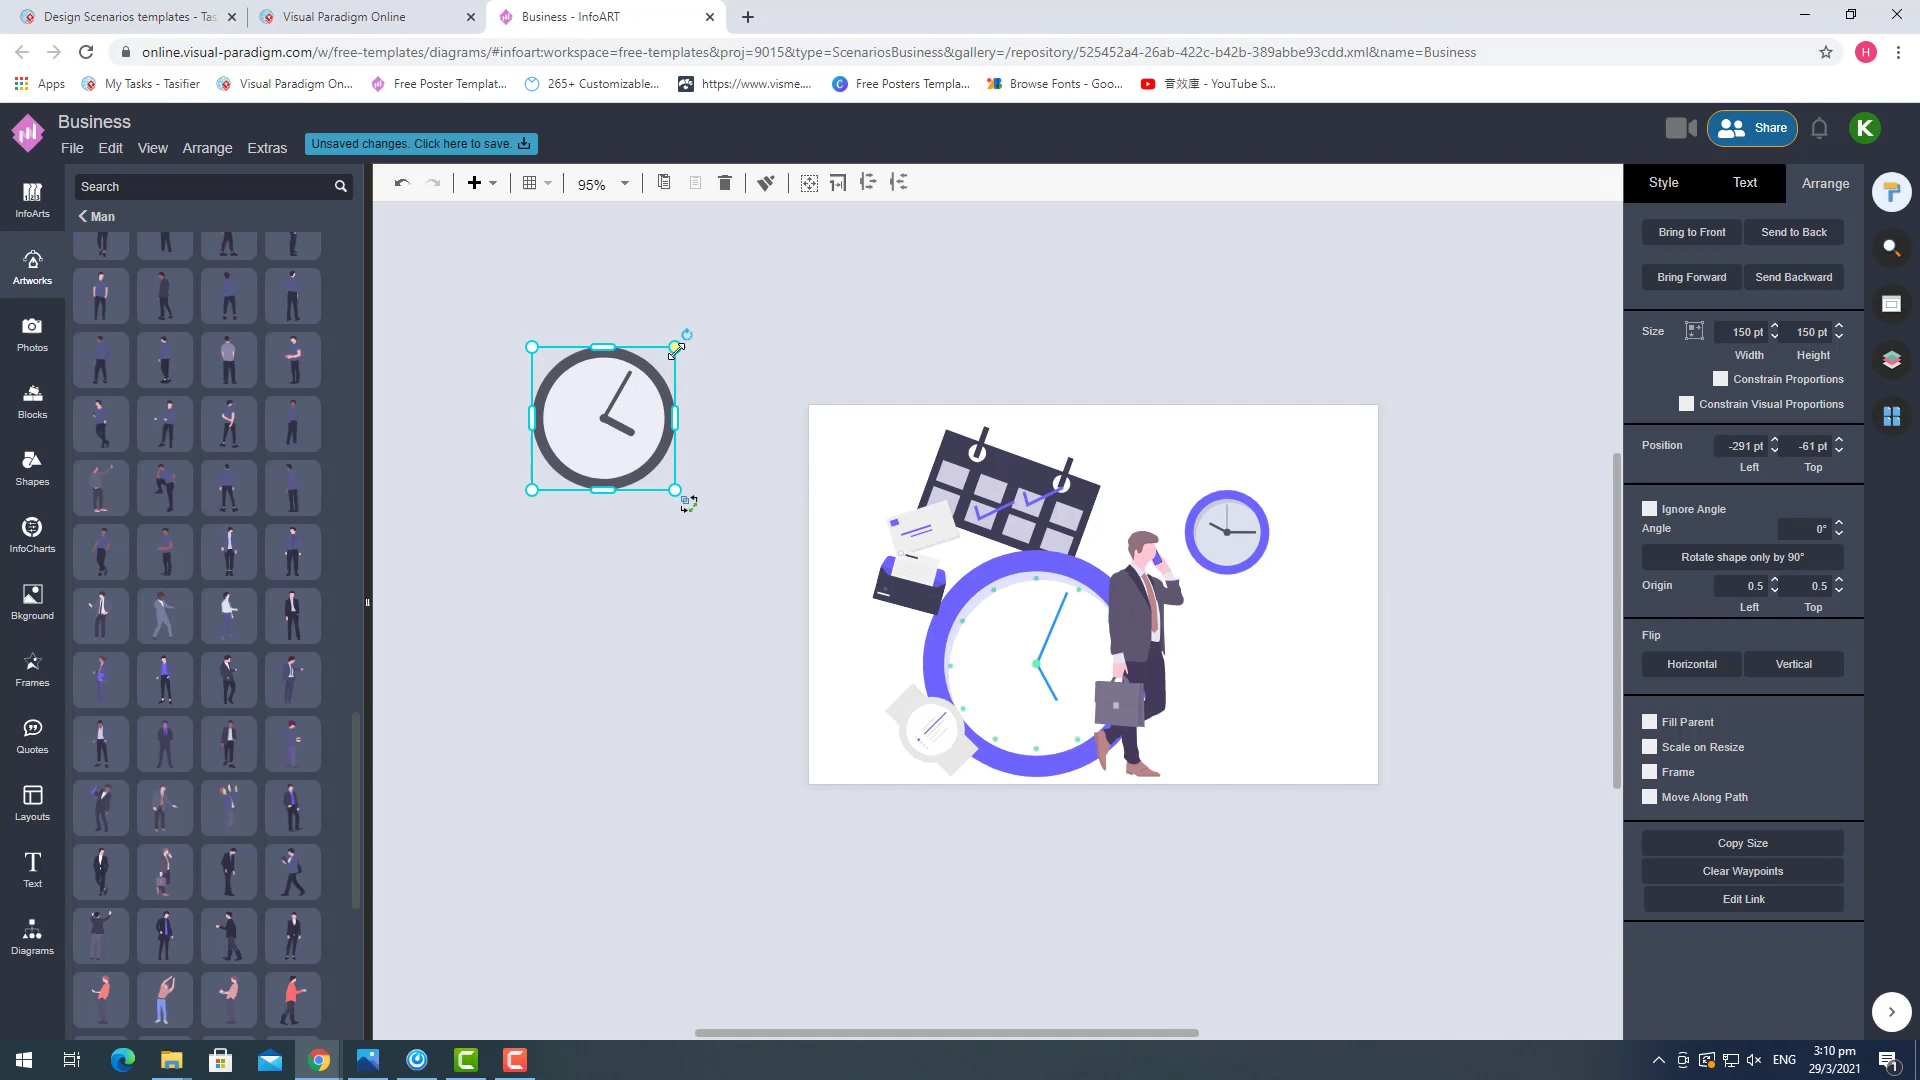 Design Scenarios templates - Tas
Visual Paradigm Online
Business - InfoART
online.visual-paradigm.com/w/free-templates/diagrams/#infoart:workspace=free-templates&proj=9015&type=ScenariosBusiness&gallery=/repository/525452a4-26ab-422c-b42b-389abbe93cdd.xml&name=Business
H
Apps
My Tasks - Tasifier
Visual Paradigm On...
Free Poster Templat...
265+ Customizable...
https://www.visme....
Free Posters Templa...
Browse Fonts - Goo...
音效庫 - YouTube S...
Business
File
Edit
View
Arrange
Extras
Unsaved changes. Click here to save.
Share
K
Search
Man
InfoArts
Artworks
Photos
Blocks
Shapes
InfoCharts
Bkground
Frames
Quotes
Layouts
Text
Diagrams
95%
Style
Text
Arrange
Bring to Front
Send to Back
Bring Forward
Send Backward
Size
150 pt
150 pt
Width
Height
Constrain Proportions
Constrain Visual Proportions
Position
-291 pt
-61 pt
Left
Top
Ignore Angle
Angle
0°
Rotate shape only by 90°
Origin
0.5
0.5
Left
Top
Flip
Horizontal
Vertical
Fill Parent
Scale on Resize
Frame
Move Along Path
Copy Size
Clear Waypoints
Edit Link
ENG
3:10 pm
29/3/2021
1